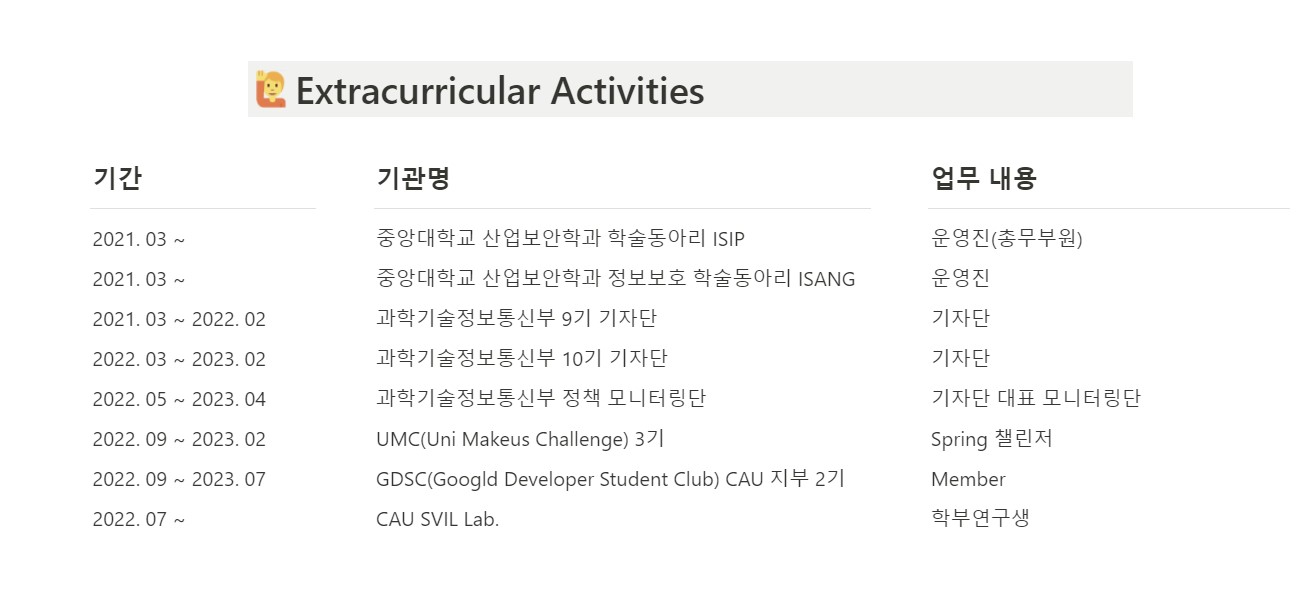 Extracurricular Activities
기간 기관명 업무 내용
2021. 03 ~ 중앙대학교 산업보안학과 학술동아리 ISIP 운영진(총무부원)
2021. 03 ~ 중앙대학교 산업보안학과 정보보호 학술동아리 ISANG 운영진
2021. 03 ~ 2022. 02 과학기술정보통신부 9기 기자단 기자단
2022. 03 ~ 2023. 02 과학기술정보통신부 10기 기자단 기자단
2022. 05 ~ 2023. 04 과학기술정보통신부 정책 모니터링단 기자단 대표 모니터링단
2022. 09 ~ 2023. 02 UMC(Uni Makeus Challenge) 3기 Spring 챌린저
2022. 09 ~ 2023. 07 GDSC(Googld Developer Student Club) CAU 지부 2기 Member
2022. 07 ~ CAU SVIL Lab. 학부연구생